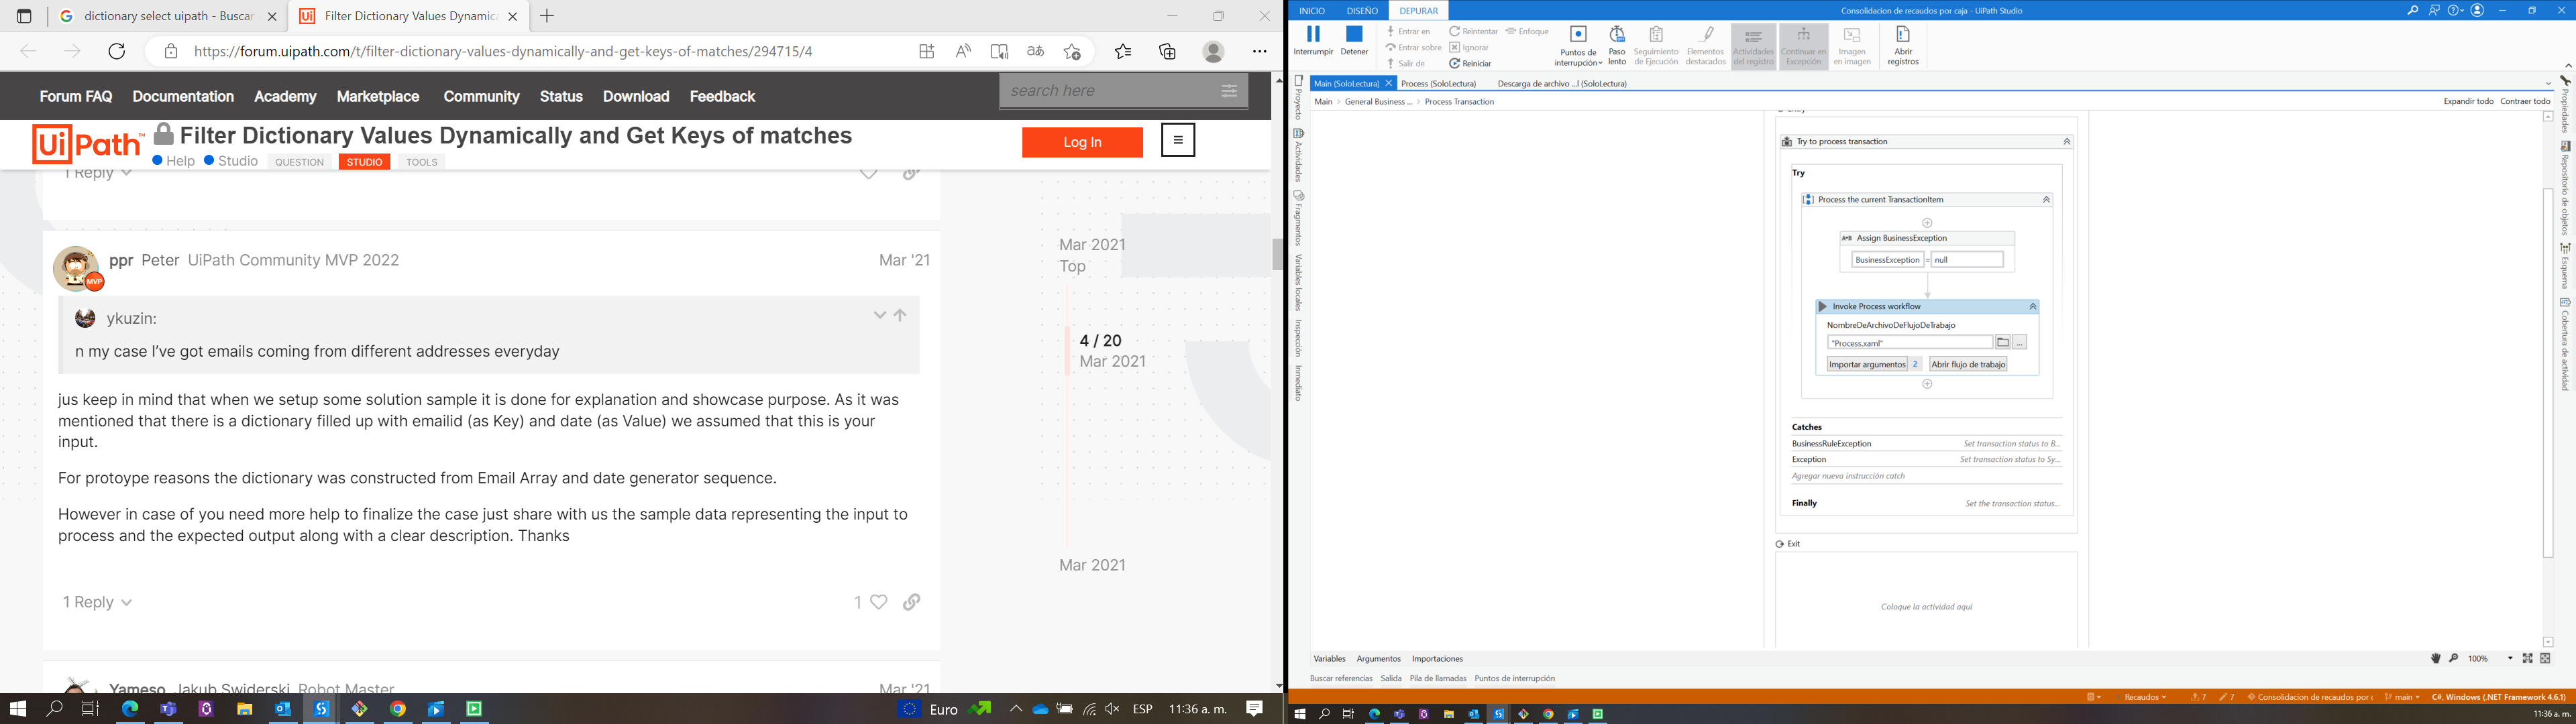 dictionary select uipath - Buscar
Filter Dictionary Values Dynamic
https://forum.uipath.com/t/filter-dictionary-values-dynamically-and-get-keys-of-matches/294715/4
Forum FAQ Documentation Academy Marketplace Community Status Download Feedback
search here
UiPath™
Filter Dictionary Values Dynamically and Get Keys of matches
Help Studio QUESTION STUDIO TOOLS
Log In
1 Reply
ppr Peter UiPath Community MVP 2022 Mar '21
MVP
ykuzin:
n my case I've got emails coming from different addresses everyday
jus keep in mind that when we setup some solution sample it is done for explanation and showcase purpose. As it was
mentioned that there is a dictionary filled up with emailid (as Key) and date (as Value) we assumed that this is your
input.
For protoype reasons the dictionary was constructed from Email Array and date generator sequence.
However in case of you need more help to finalize the case just share with us the sample data representing the input to
process and the expected output along with a clear description. Thanks
1 Reply 1
Yameso Jakub Swiderski Robot Master Mar '21
Mar 2021
Top
4 / 20
Mar 2021
Mar 2021
Euro ESP 11:36 a. m.
INICIO DISEÑO DEPURAR
Consolidacion de recaudos por caja - UiPath Studio
Interrumpir
Detener
Entrar en
Entrar sobre
Salir de
Reintentar
Ignorar
Reiniciar
Enfoque
Puntos de
interrupción
Paso
lento
Seguimiento
de Ejecución
Elementos
destacados
Actividades
del registro
Continuar en
Excepción
Imagen
en imagen
Abrir
registros
Main (SoloLectura) Process (SoloLectura) Descarga de archivo ...l (SoloLectura)
Main > General Business ... > Process Transaction
Expandir todo Contraer todo
Proyecto
Actividades
Fragmentos
Variables locales
Inspección
Inmediato
Try to process transaction
Try
Process the current TransactionItem
A*B Assign BusinessException
BusinessException = null
Invoke Process workflow
NombreDeArchivoDeFlujoDeTrabajo
"Process.xaml"
...
Importar argumentos 2 Abrir flujo de trabajo
Catches
BusinessRuleException Set transaction status to B...
Exception Set transaction status to Sy...
Agregar nueva instrucción catch
Finally Set the transaction status...
Exit
Coloque la actividad aquí
Propiedades
Repositorio de objetos
Esquema
Cobertura de actividad
Variables Argumentos Importaciones
100%
Buscar referencias Salida Pila de llamadas Puntos de interrupción
Recaudos 7 7 Consolidacion de recaudos por c main C#, Windows (.NET Framework 4.6.1)
11:36 a. m.